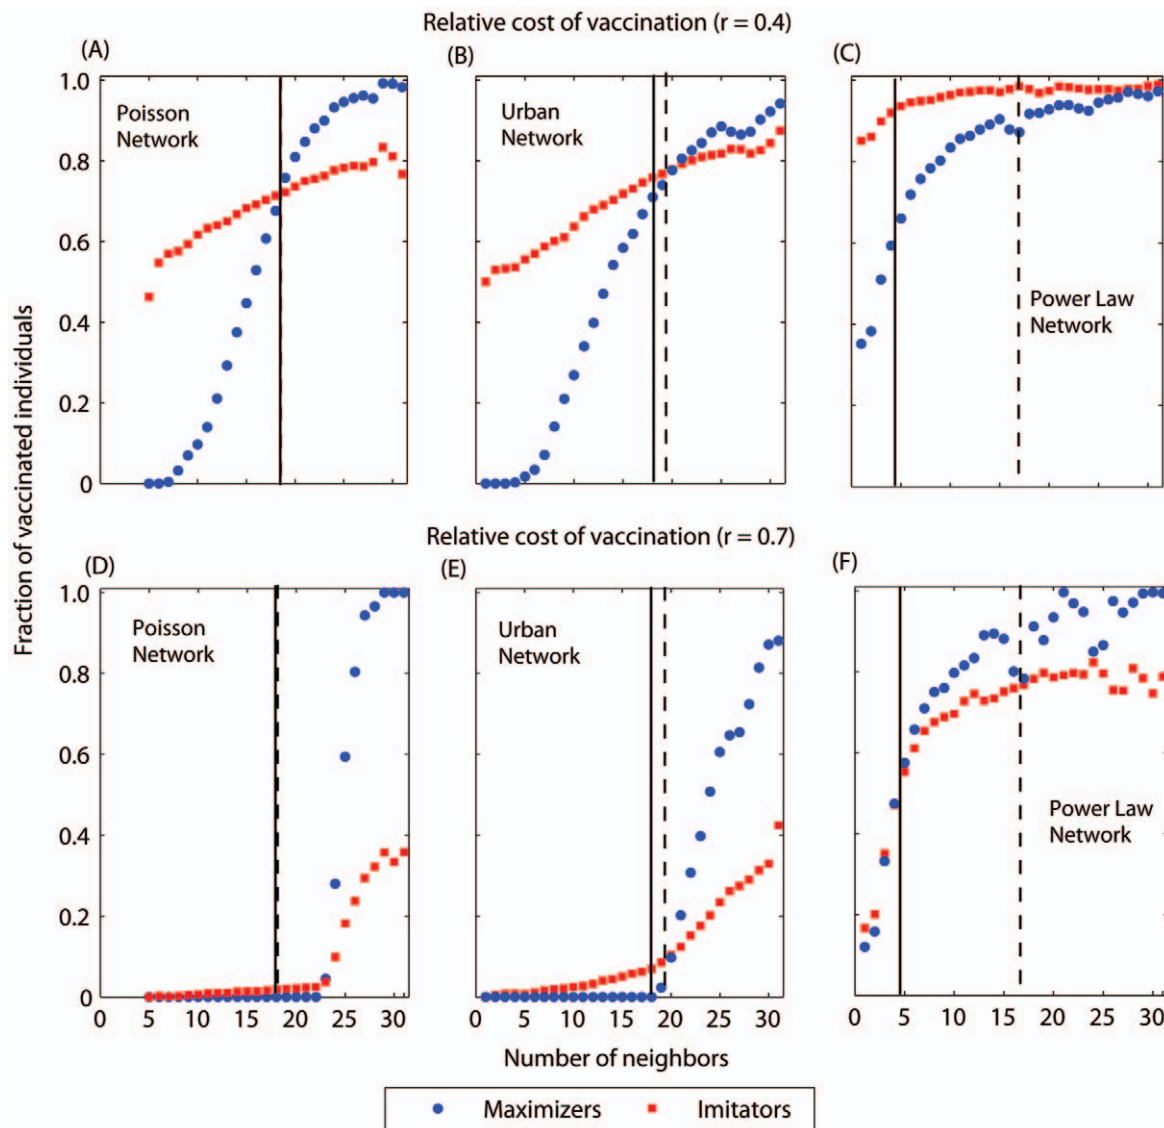 Relative cost of vaccination (r = 0.4)
(A)
(B)
(C)
1.0
0.8
0.6
0.4
0.2
0
Poisson
Network
Urban
Network
Power Law
Network
Fraction of vaccinated individuals
Relative cost of vaccination (r = 0.7)
(D)
(E)
(F)
1.0
0.8
0.6
0.4
0.2
0
Poisson
Network
Urban
Network
Power Law
Network
0 5 10 15 20 25 30
0 5 10 15 20 25 30
0 5 10 15 20 25 30
Number of neighbors
Maximizers Imitators